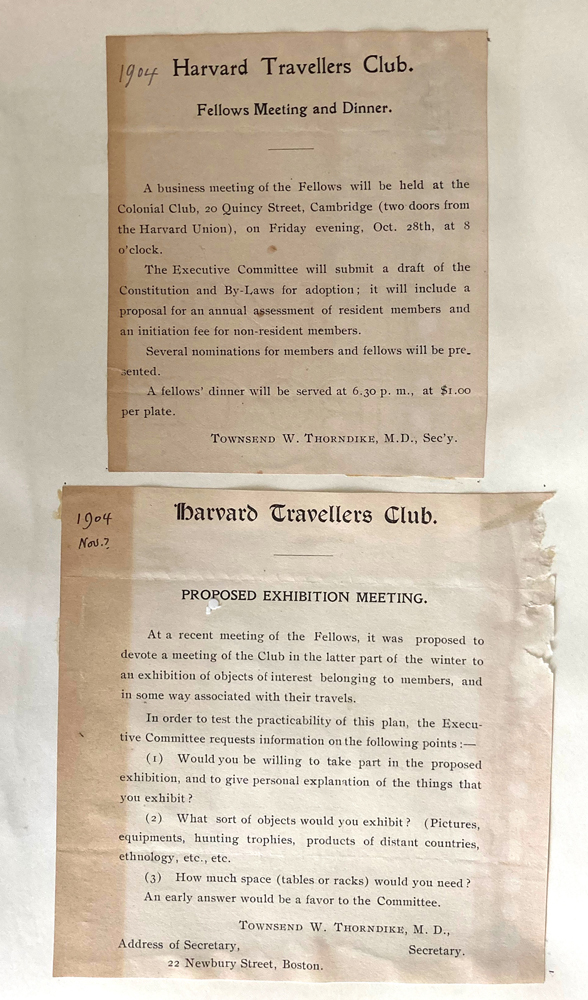 1904 Harvard Travellers Club.
Fellows Meeting and Dinner.
A business meeting of the Fellows will be held at the
Colonial Club, 20 Quincy Street, Cambridge (two doors from
the Harvard Union), on Friday evening, Oct. 28th, at 8
o'clock.
The Executive Committee will submit a draft of the
Constitution and By-Laws for adoption; it will include a
proposal for an annual assessment of resident members and
an initiation fee for non-resident members.
Several nominations for members and fellows will be pre-
sented.
A fellows' dinner will be served at 6.30 p. m., at $1.00
per plate.
Townsend W. Thorndike, M.D., Sec'y.
1904 Harvard Travellers Club.
Nov.?
PROPOSED EXHIBITION MEETING.
At a recent meeting of the Fellows, it was proposed to
devote a meeting of the Club in the latter part of the winter to
an exhibition of objects of interest belonging to members, and
in some way associated with their travels.
In order to test the practicability of this plan, the Execu-
tive Committee requests information on the following points:—
(1) Would you be willing to take part in the proposed
exhibition, and to give personal explanation of the things that
you exhibit?
(2) What sort of objects would you exhibit? (Pictures,
equipments, hunting trophies, products of distant countries,
ethnology, etc., etc.
(3) How much space (tables or racks) would you need?
An early answer would be a favor to the Committee.
Townsend W. Thorndike, M. D.,
Address of Secretary, Secretary.
22 Newbury Street, Boston.